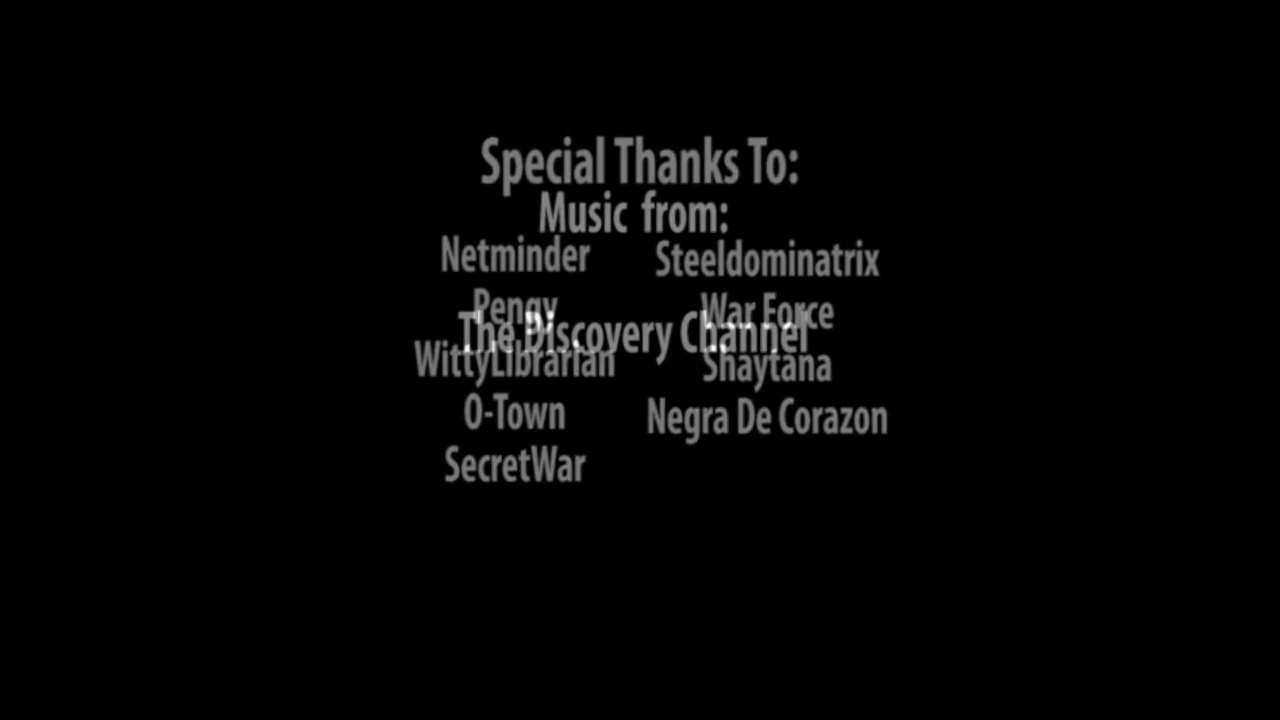 Special Thanks To:
Music from:
Netminder Steeldominatrix
Pengy War Force
The Discovery Channel
WittyLibrarian Shaytana
O-Town Negra De Corazon
SecretWar